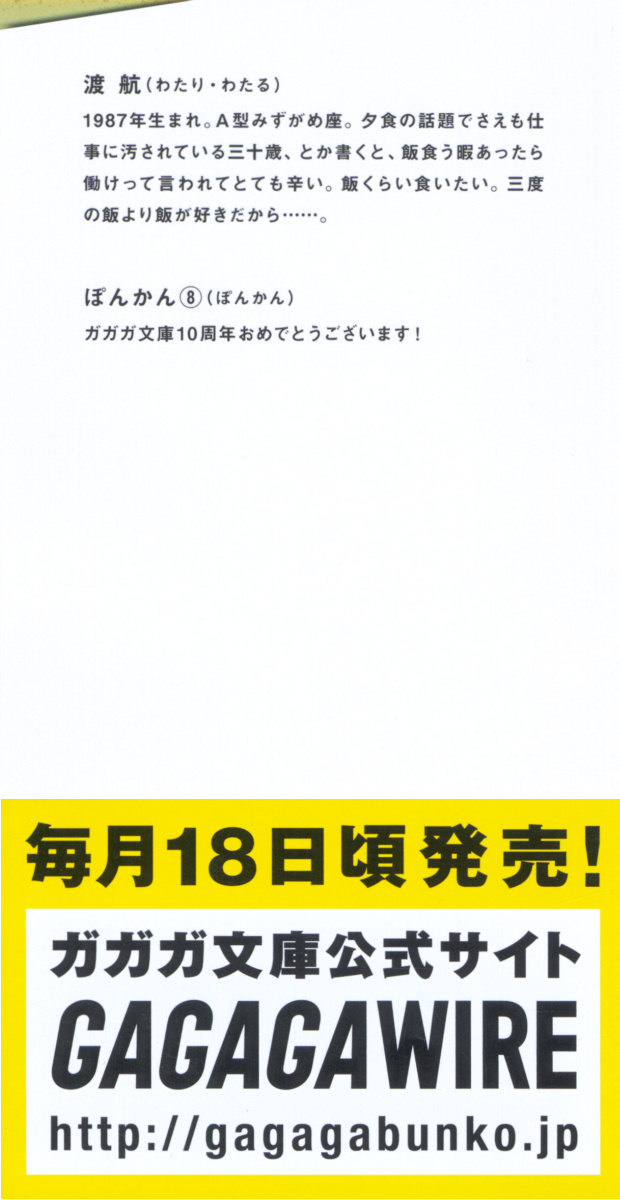 渡 航(わたり・わたる)
1987年生まれ。A型みずがめ座。夕食の話題でさえも仕
事に汚されている三十歳、とか書くと、飯食う暇あったら
働けって言われてとても辛い。飯くらい食いたい。三度
の飯より飯が好きだから……。
ぽんかん⑧(ぽんかん)
ガガガ文庫10周年おめでとうございます!
毎月18日頃発売!
ガガガ文庫公式サイト
GAGAGAWIRE
http://gagagabunko.jp